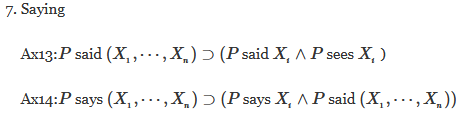 7. Saying
Ax13:P said (X₁,⋯,Xₙ) ⊃ (P said Xᵢ ∧ P sees Xᵢ )
Ax14:P says (X₁,⋯,Xₙ) ⊃ (P says Xᵢ ∧ P said (X₁,⋯,Xₙ))